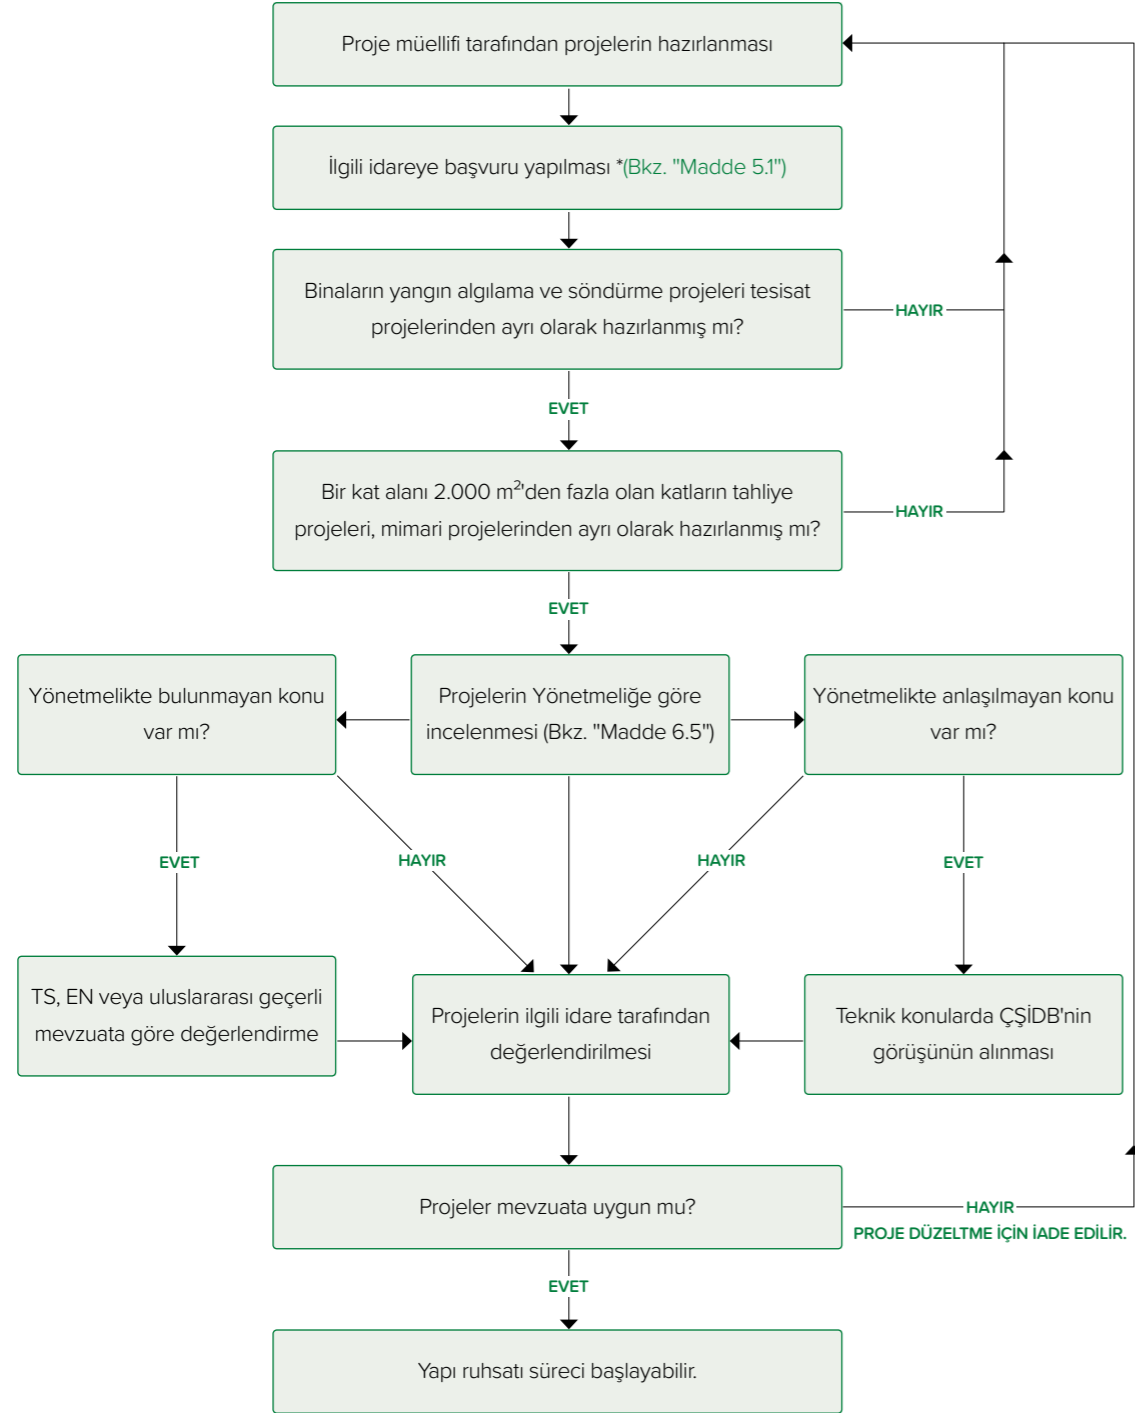 Proje müellifi tarafından projelerin hazırlanması
İlgili idareye başvuru yapılması *(Bkz. "Madde 5.1")
Binaların yangın algılama ve söndürme projeleri tesisat
projelerinden ayrı olarak hazırlanmış mı?
HAYIR
EVET
Bir kat alanı 2.000 m²'den fazla olan katların tahliye
projeleri, mimari projelerinden ayrı olarak hazırlanmış mı?
HAYIR
EVET
Yönetmelikte bulunmayan konu
var mı?
Projelerin Yönetmeliğe göre
incelenmesi (Bkz. "Madde 6.5")
Yönetmelikte anlaşılmayan konu
var mı?
EVET
HAYIR
HAYIR
EVET
TS, EN veya uluslararası geçerli
mevzuata göre değerlendirme
Projelerin ilgili idare tarafından
değerlendirilmesi
Teknik konularda ÇŞİDB'nin
görüşünün alınması
Projeler mevzuata uygun mu?
HAYIR
PROJE DÜZELTME İÇİN İADE EDİLİR.
EVET
Yapı ruhsatı süreci başlayabilir.